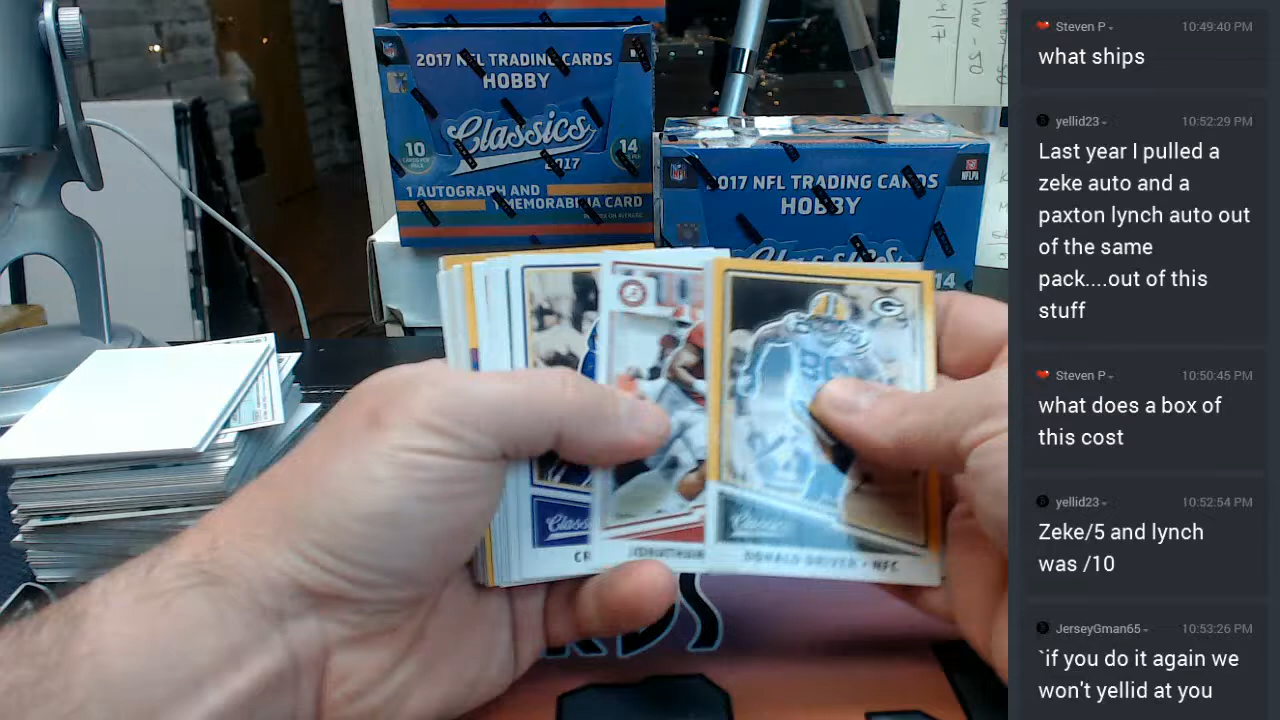 2017 NFL TRADING CARDS
HOBBY
Classics
2017
10
14
1 AUTOGRAPH AND
1 MEMORABILIA CARD
2017 NFL TRADING CARDS
HOBBY
Classics
14
DONALD DRIVER • NFC
Steven P
10:49:40 PM
what ships
yellid23
10:52:29 PM
Last year I pulled a
zeke auto and a
paxton lynch auto out
of the same
pack....out of this
stuff
Steven P
10:50:45 PM
what does a box of
this cost
yellid23
10:52:54 PM
Zeke/5 and lynch
was /10
JerseyGman65
10:53:26 PM
`if you do it again we
won't yellid at you